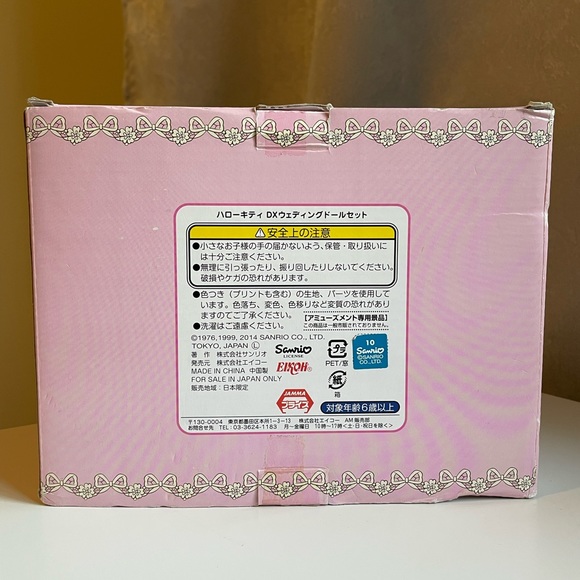 ハローキティ DXウェディングドールセット
⚠安全上の注意
●小さなお子様の手の届かないよう、保管・取り扱いには十分ご注意ください。
●無理に引っ張ったり、振り回したりしないでください。
破損やケガの恐れがあります。
●色つき(プリントも含む)の生地、パーツを使用しています。色落ち、変色、色移りなど変質の恐れがありますのでご了承ください。
●洗濯はご遠慮ください。
【アミューズメント専用景品】
この商品は一般市販されておりません。
©1976,1999, 2014 SANRIO CO., LTD.
TOKYO, JAPAN Ⓛ
著作 株式会社サンリオ
発売元 株式会社エイコー
MADE IN CHINA 中国製
FOR SALE IN JAPAN ONLY
販売地域:日本限定
Sanrio
LICENSE
EIKOH®
プラ
PET/窓
紙
箱
10
Sanrio
©SANRIO
CO.,LTD.
JAMMA
プライズ
対象年齢6歳以上
〒130-0004 東京都墨田区本所1-3-13 株式会社エイコー AM販売部
お問合せ先 TEL:03-3624-1183 月〜金曜日 10時〜17時<土・日・祝日を除く>